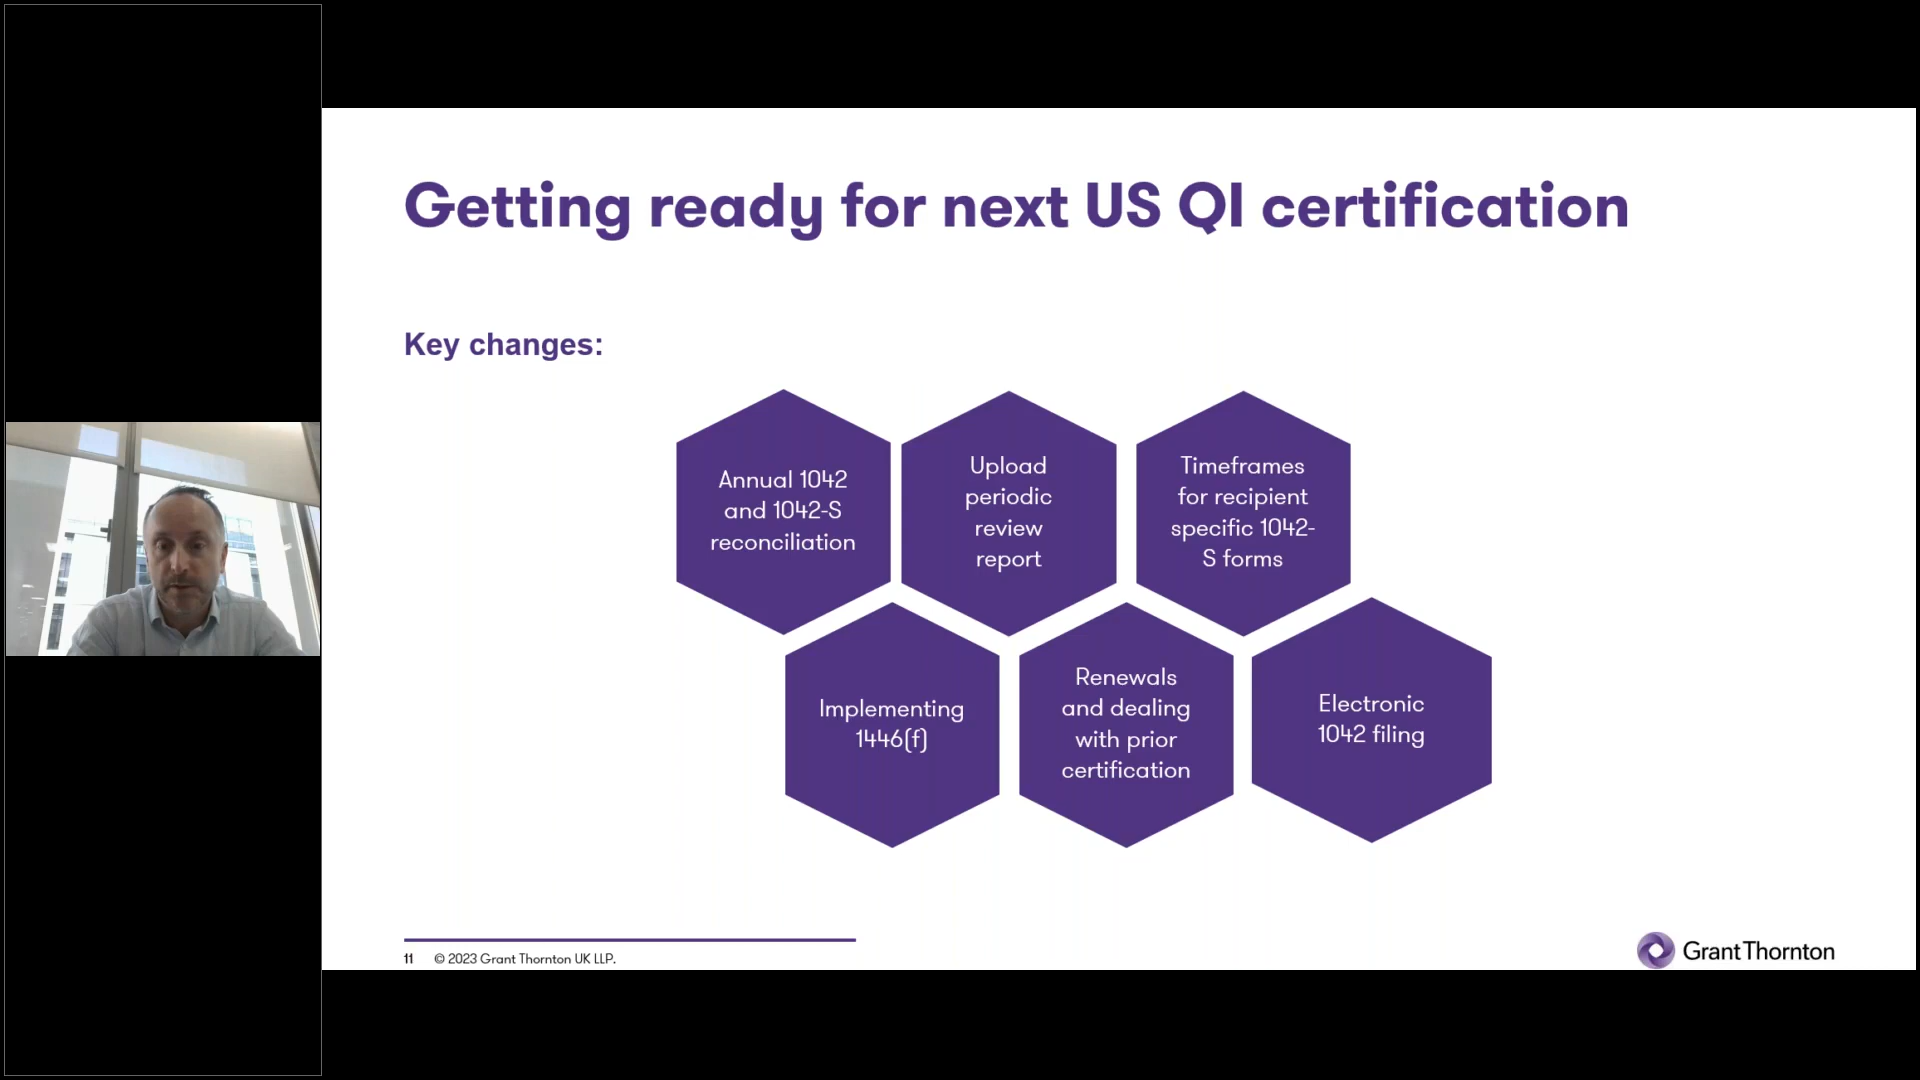 Getting ready for next US QI certification
Key changes:
Annual 1042
and 1042-S
reconciliation
Upload
periodic
review
report
Timeframes
for recipient
specific 1042-
S forms
Implementing
1446(f)
Renewals
and dealing
with prior
certification
Electronic
1042 filing
11 © 2023 Grant Thornton UK LLP.
GrantThornton